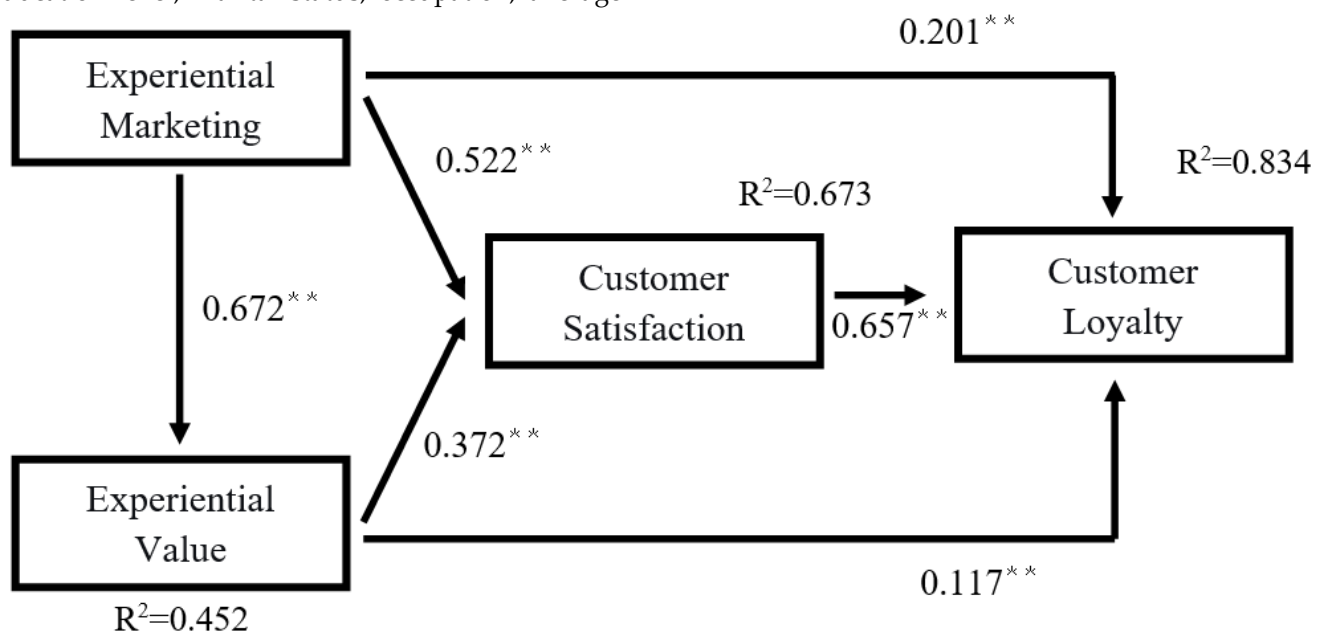 0.201**
Experiential
Marketing
0.522**
R²=0.834
R²=0.673
Customer
Satisfaction
Customer
Loyalty
0.672**
0.657**
0.372**
Experiential
Value
0.117**
R²=0.452